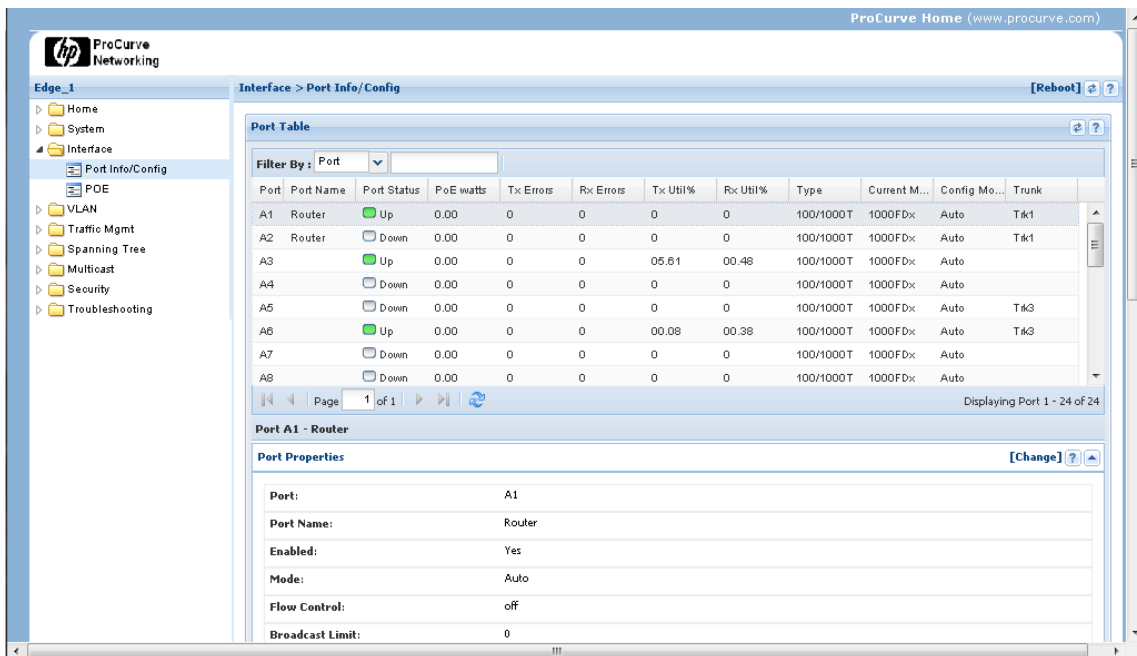 ProCurve Home (www.procurve.com)
hp ProCurve
Networking
Edge_1
Interface > Port Info/Config
[Reboot] ?
Home
System
Interface
Port Info/Config
POE
VLAN
Traffic Mgmt
Spanning Tree
Multicast
Security
Troubleshooting
Port Table ?
Filter By : Port
Port Port Name Port Status PoE watts Tx Errors Rx Errors Tx Util% Rx Util% Type Current M... Config Mo... Trunk
A1 Router Up 0.00 0 0 0 0 100/1000T 1000FDx Auto Trk1
A2 Router Down 0.00 0 0 0 0 100/1000T 1000FDx Auto Trk1
A3 Up 0.00 0 0 05.61 00.48 100/1000T 1000FDx Auto
A4 Down 0.00 0 0 0 0 100/1000T 1000FDx Auto
A5 Down 0.00 0 0 0 0 100/1000T 1000FDx Auto Trk3
A6 Up 0.00 0 0 00.08 00.38 100/1000T 1000FDx Auto Trk3
A7 Down 0.00 0 0 0 0 100/1000T 1000FDx Auto
A8 Down 0.00 0 0 0 0 100/1000T 1000FDx Auto
Page 1 of 1 Displaying Port 1 - 24 of 24
Port A1 - Router
Port Properties [Change] ?
Port: A1
Port Name: Router
Enabled: Yes
Mode: Auto
Flow Control: off
Broadcast Limit: 0